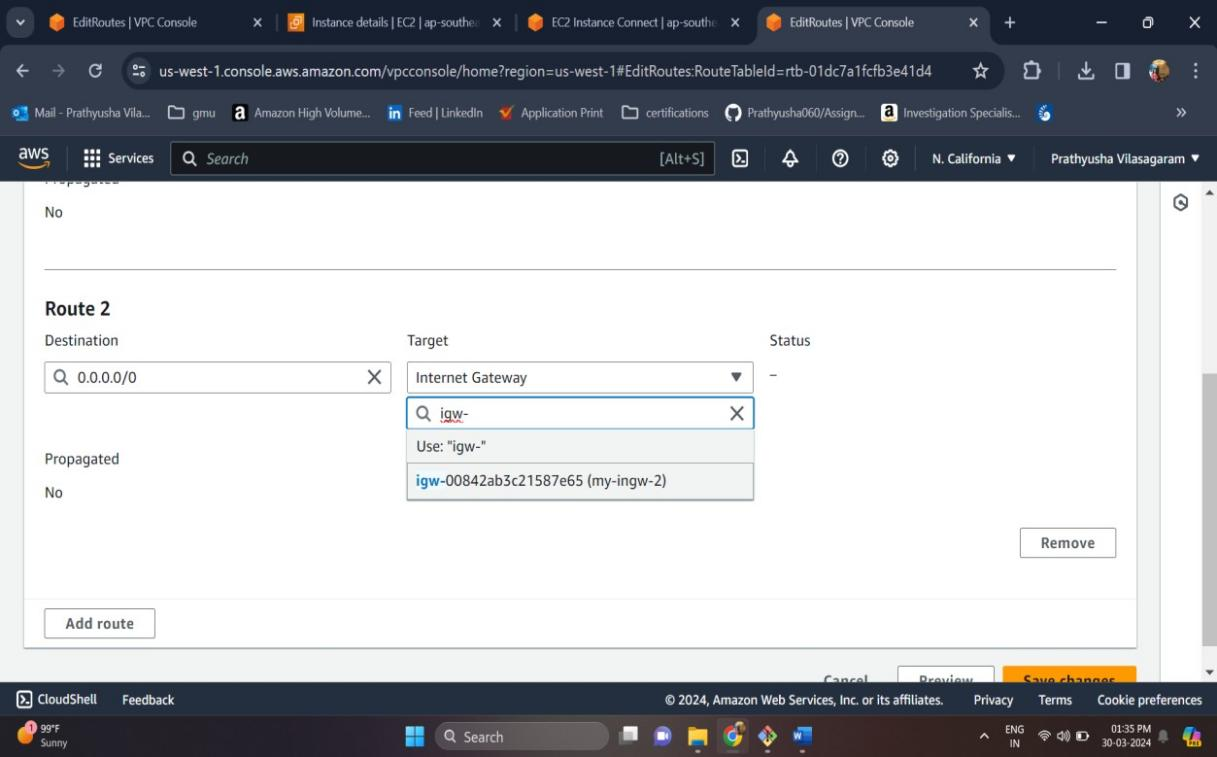 EditRoutes | VPC Console
Instance details | EC2 | ap-southea
EC2 Instance Connect | ap-southe
EditRoutes | VPC Console
us-west-1.console.aws.amazon.com/vpcconsole/home?region=us-west-1#EditRoutes:RouteTableId=rtb-01dc7a1fcfb3e41d4
Mail - Prathyusha Vila...
gmu
Amazon High Volume...
Feed | LinkedIn
Application Print
certifications
Prathyusha060/Assign...
Investigation Specialis...
aws
Services
Search
[Alt+S]
N. California
Prathyusha Vilasagaram
Propagated
No
Route 2
Destination
Target
Status
0.0.0.0/0
Internet Gateway
–
igw-
Use: "igw-"
igw-00842ab3c21587e65 (my-ingw-2)
Propagated
No
Remove
Add route
Cancel
Preview
Save changes
CloudShell
Feedback
© 2024, Amazon Web Services, Inc. or its affiliates.
Privacy
Terms
Cookie preferences
1
99°F
Sunny
Search
ENG
IN
01:35 PM
30-03-2024
PRE